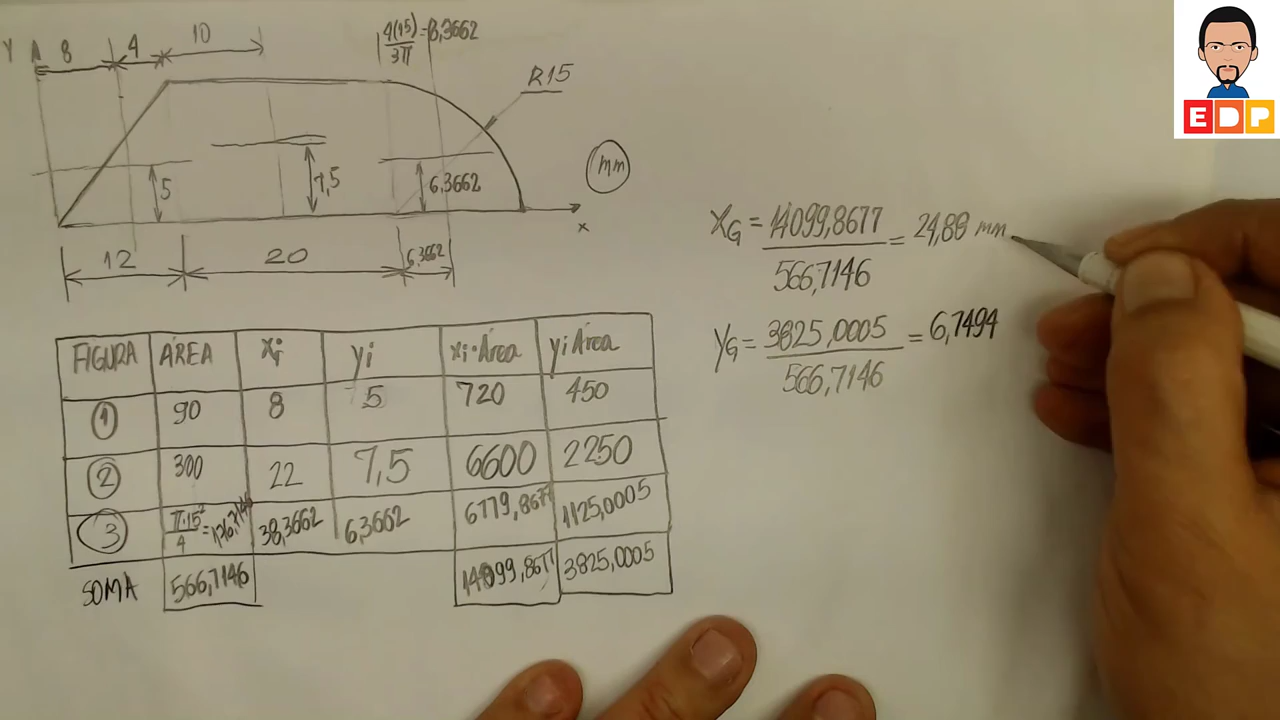 Y 8 4 10
4(15)/3π = 6,3662
R15
mm
5
7,5
6,3662
x
12 20 6,3662
EDP
XG = 14099,8677/566,7146 = 24,88 mm
YG = 3825,0005/566,7146 = 6,7494
FIGURA ÁREA xi yi xi·Área yiÁrea
1 90 8 5 720 450
2 300 22 7,5 6600 2250
3 π·15²/4 = 176,7146 38,3662 6,3662 6779,8677 1125,0005
SOMA 566,7146 14099,8677 3825,0005